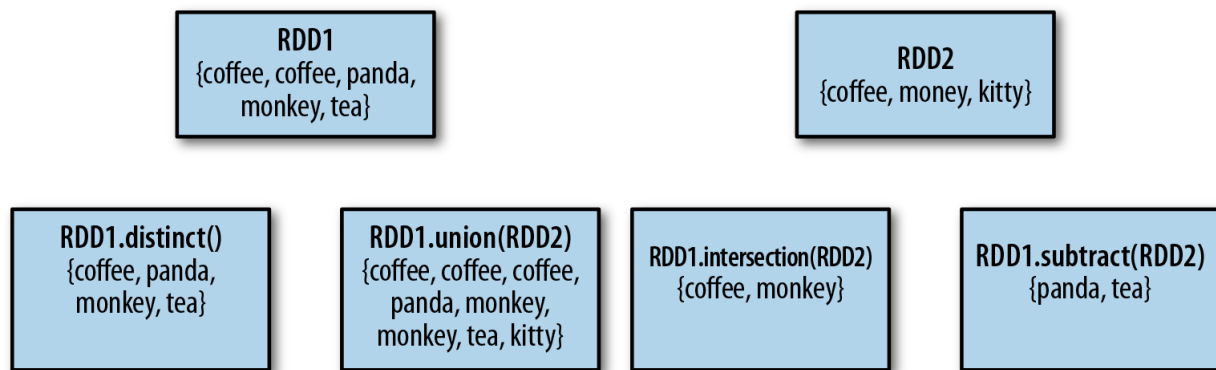 RDD1
{coffee, coffee, panda,
monkey, tea}
RDD2
{coffee, money, kitty}
RDD1.distinct()
{coffee, panda,
monkey, tea}
RDD1.union(RDD2)
{coffee, coffee, coffee,
panda, monkey,
monkey, tea, kitty}
RDD1.intersection(RDD2)
{coffee, monkey}
RDD1.subtract(RDD2)
{panda, tea}